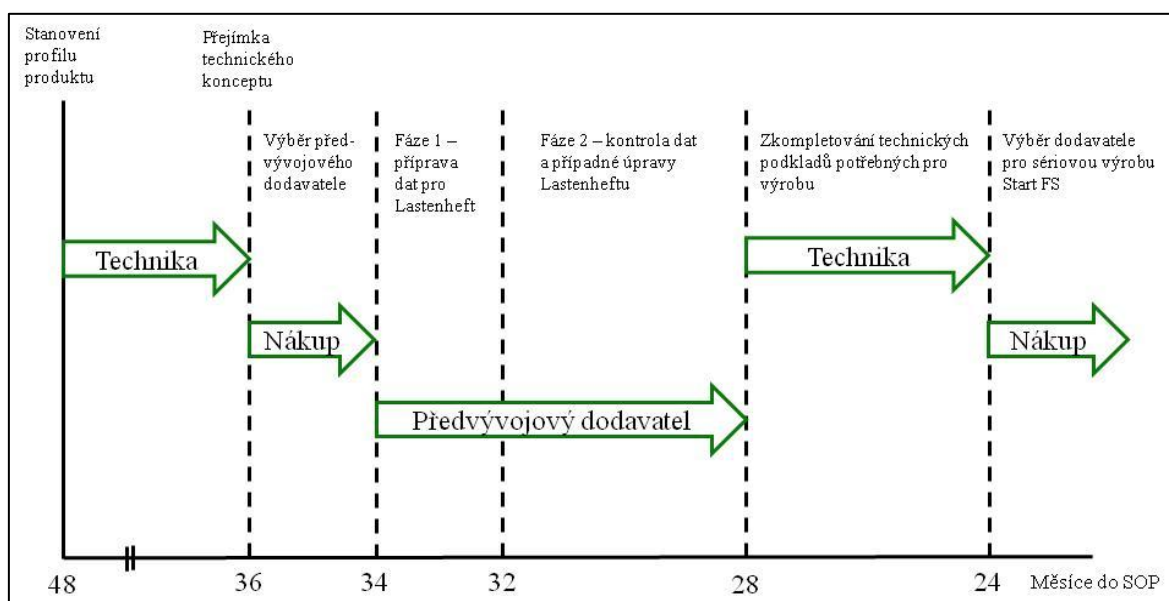 Stanovení
profilu
produktu
Přejímka
technického
konceptu
Výběr před-
vývojového
dodavatele
Fáze 1 –
příprava
dat pro
Lastenheft
Fáze 2 – kontrola dat
a případné úpravy
Lastenheftu
Zkompletování technických
podkladů potřebných pro
výrobu
Výběr dodavatele
pro sériovou výrobu
Start FS
Technika
Technika
Nákup
Nákup
Předvývojový dodavatel
48
36
34
32
28
24
Měsíce do SOP